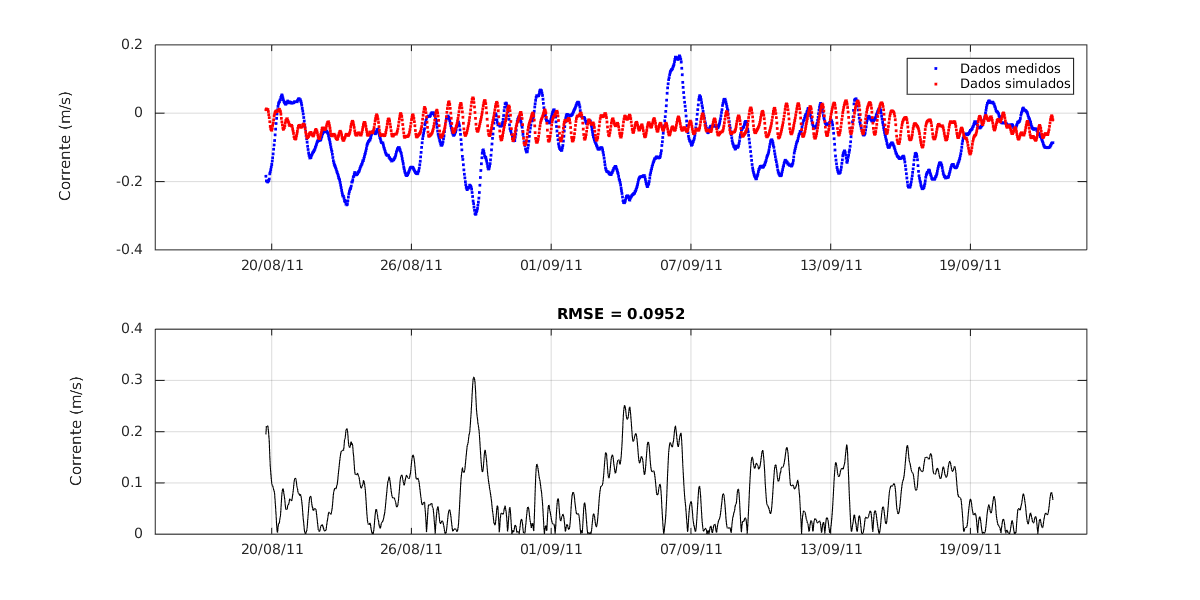 0.2
Dados medidos
Dados simulados
0
-0.2
-0.4
Corrente (m/s)
20/08/11 26/08/11 01/09/11 07/09/11 13/09/11 19/09/11
RMSE = 0.0952
0.4
0.3
0.2
0.1
0
Corrente (m/s)
20/08/11 26/08/11 01/09/11 07/09/11 13/09/11 19/09/11